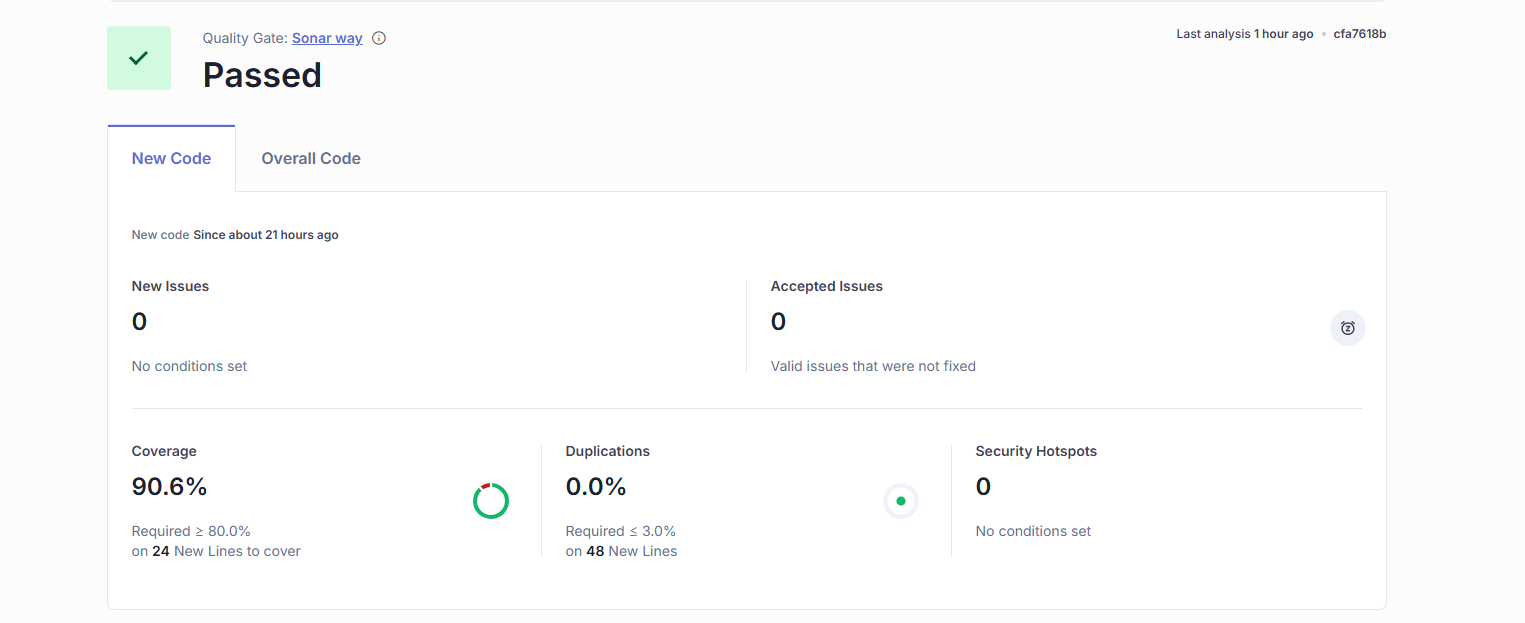 Quality Gate: Sonar way
Passed
Last analysis 1 hour ago • cfa7618b
New Code
Overall Code
New code Since about 21 hours ago
New Issues
0
No conditions set
Accepted Issues
0
Valid issues that were not fixed
Coverage
90.6%
Required ≥ 80.0%
on 24 New Lines to cover
Duplications
0.0%
Required ≤ 3.0%
on 48 New Lines
Security Hotspots
0
No conditions set